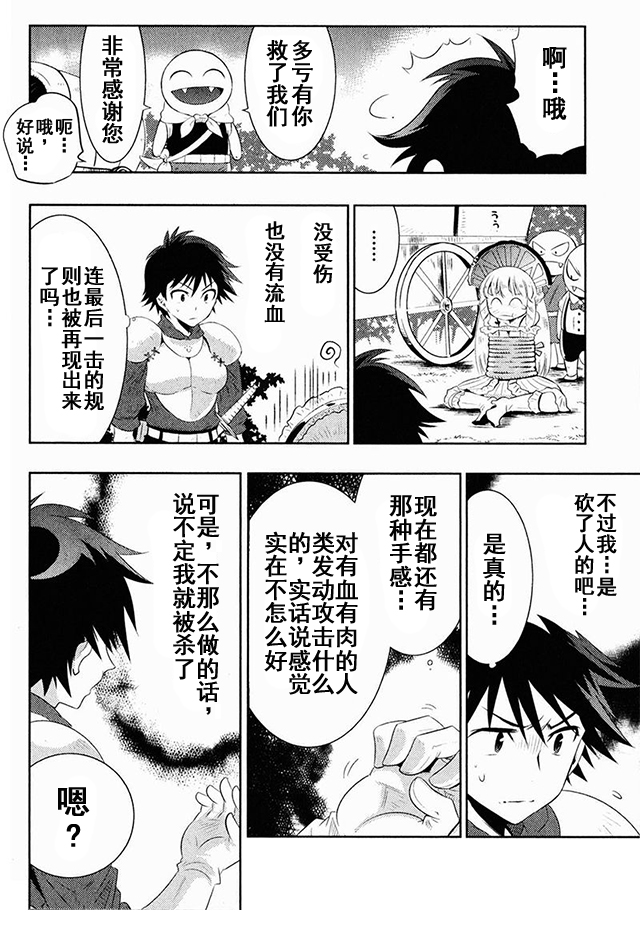 啊…哦
多亏有你
救了我们
非常感谢您
呃…
哦，
好说…
……
うう
没受伤
也没有流血
连最后一击的规
则也被再现出来
了吗…
不过我…是
砍了人的吧…
是真的…
现在都还有
那种手感…
对有血有肉的人
类发动攻击什么
的，实话说感觉
实在不怎么好
可是，不那么做的话，
说不定我就被杀了
嗯？